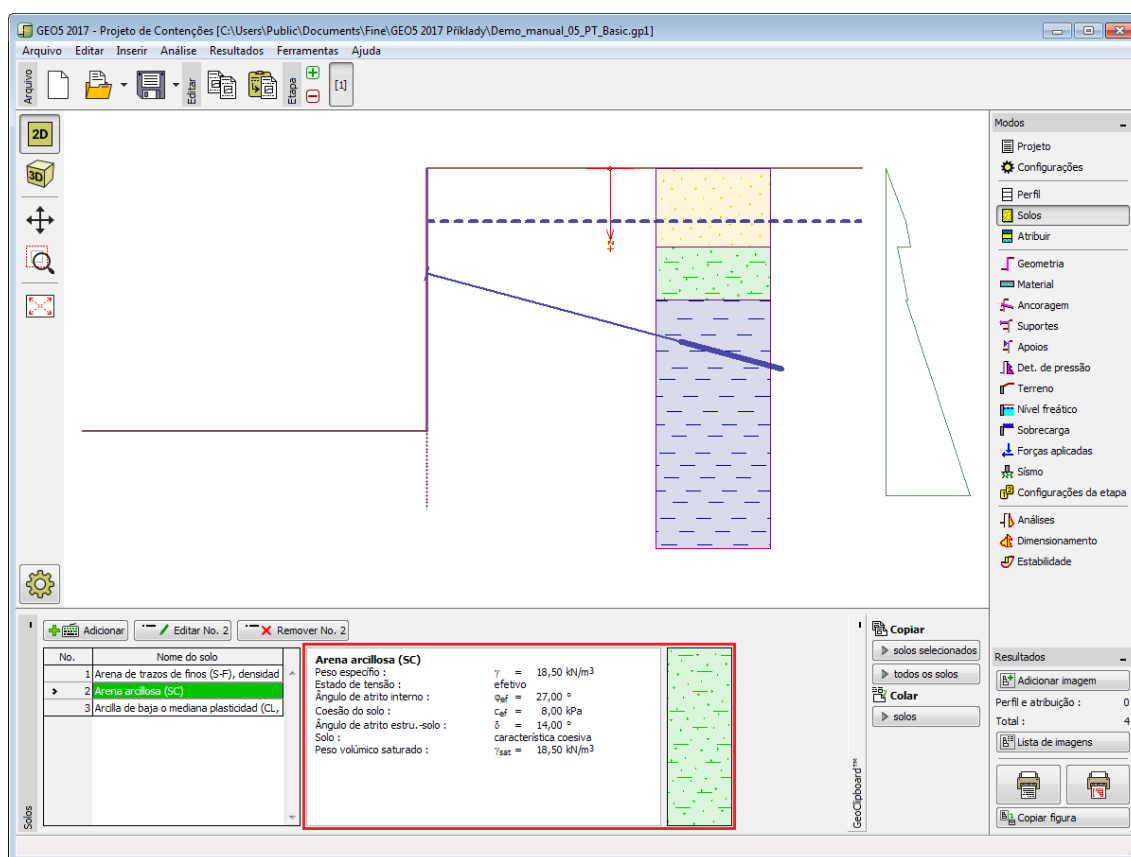 GEO5 2017 - Projeto de Contenções [C:\Users\Public\Documents\Fine\GEO5 2017 Příklady\Demo_manual_05_PT_Basic.gp1]
Arquivo Editar Inserir Análise Resultados Ferramentas Ajuda
Arquivo
Editar
Etapa
[1]
2D
3D
+z
Modos
Projeto
Configurações
Perfil
Solos
Atribuir
Geometria
Material
Ancoragem
Suportes
Apoios
Det. de pressão
Terreno
Nível freático
Sobrecarga
Forças aplicadas
Sísmo
Configurações da etapa
Análises
Dimensionamento
Estabilidade
Solos
Adicionar
Editar No. 2
Remover No. 2
No. Nome do solo
1 Arena de trazos de finos (S-F), densidad
> 2 Arena arcillosa (SC)
3 Arcilla de baja o mediana plasticidad (CL,
Arena arcillosa (SC)
Peso específico : γ = 18,50 kN/m3
Estado de tensão : efetivo
Ângulo de atrito interno : φef = 27,00 °
Coesão do solo : cef = 8,00 kPa
Ângulo de atrito estru.-solo : δ = 14,00 °
Solo : característica coesiva
Peso volúmico saturado : γsat = 18,50 kN/m3
GeoClipboard™
Copiar
solos selecionados
todos os solos
Colar
solos
Resultados
Adicionar imagem
Perfil e atribuição : 0
Total : 4
Lista de imagens
Copiar figura